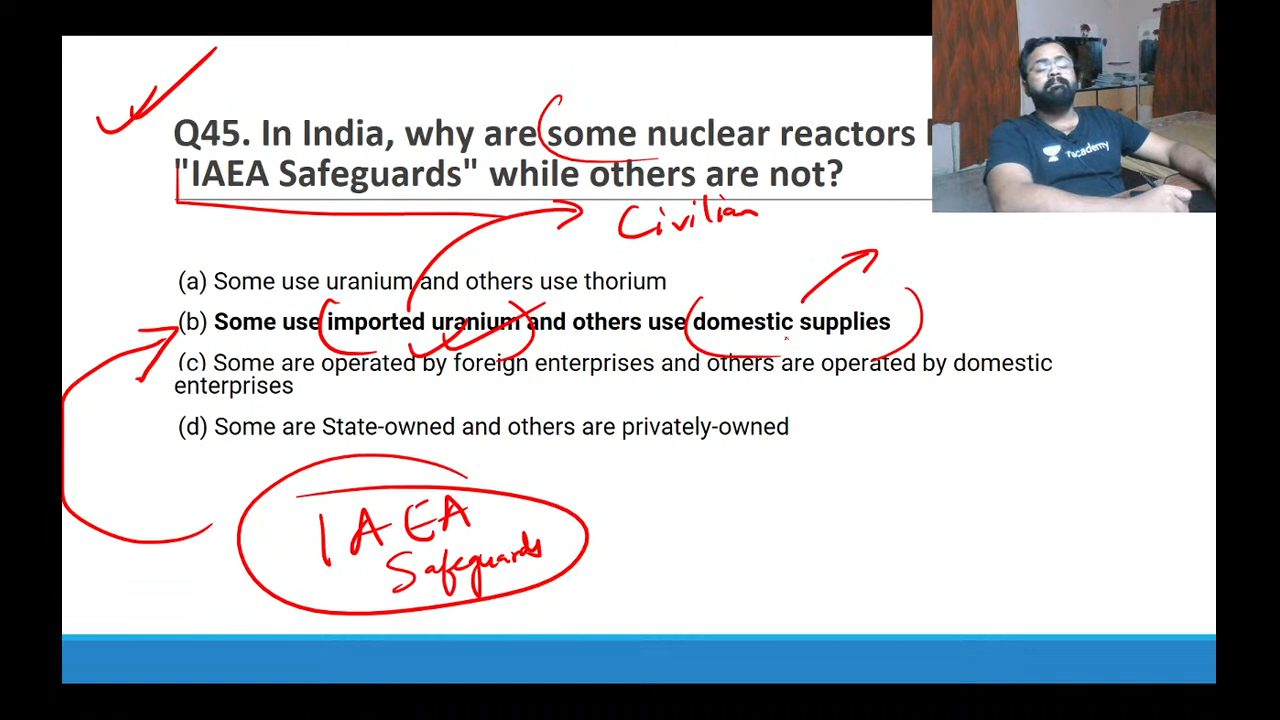 Q45. In India, why are some nuclear reactors
"IAEA Safeguards" while others are not?
Civilian
(a) Some use uranium and others use thorium
(b) Some use imported uranium and others use domestic supplies
(c) Some are operated by foreign enterprises and others are operated by domestic
enterprises
(d) Some are State-owned and others are privately-owned
IAEA
Safeguards